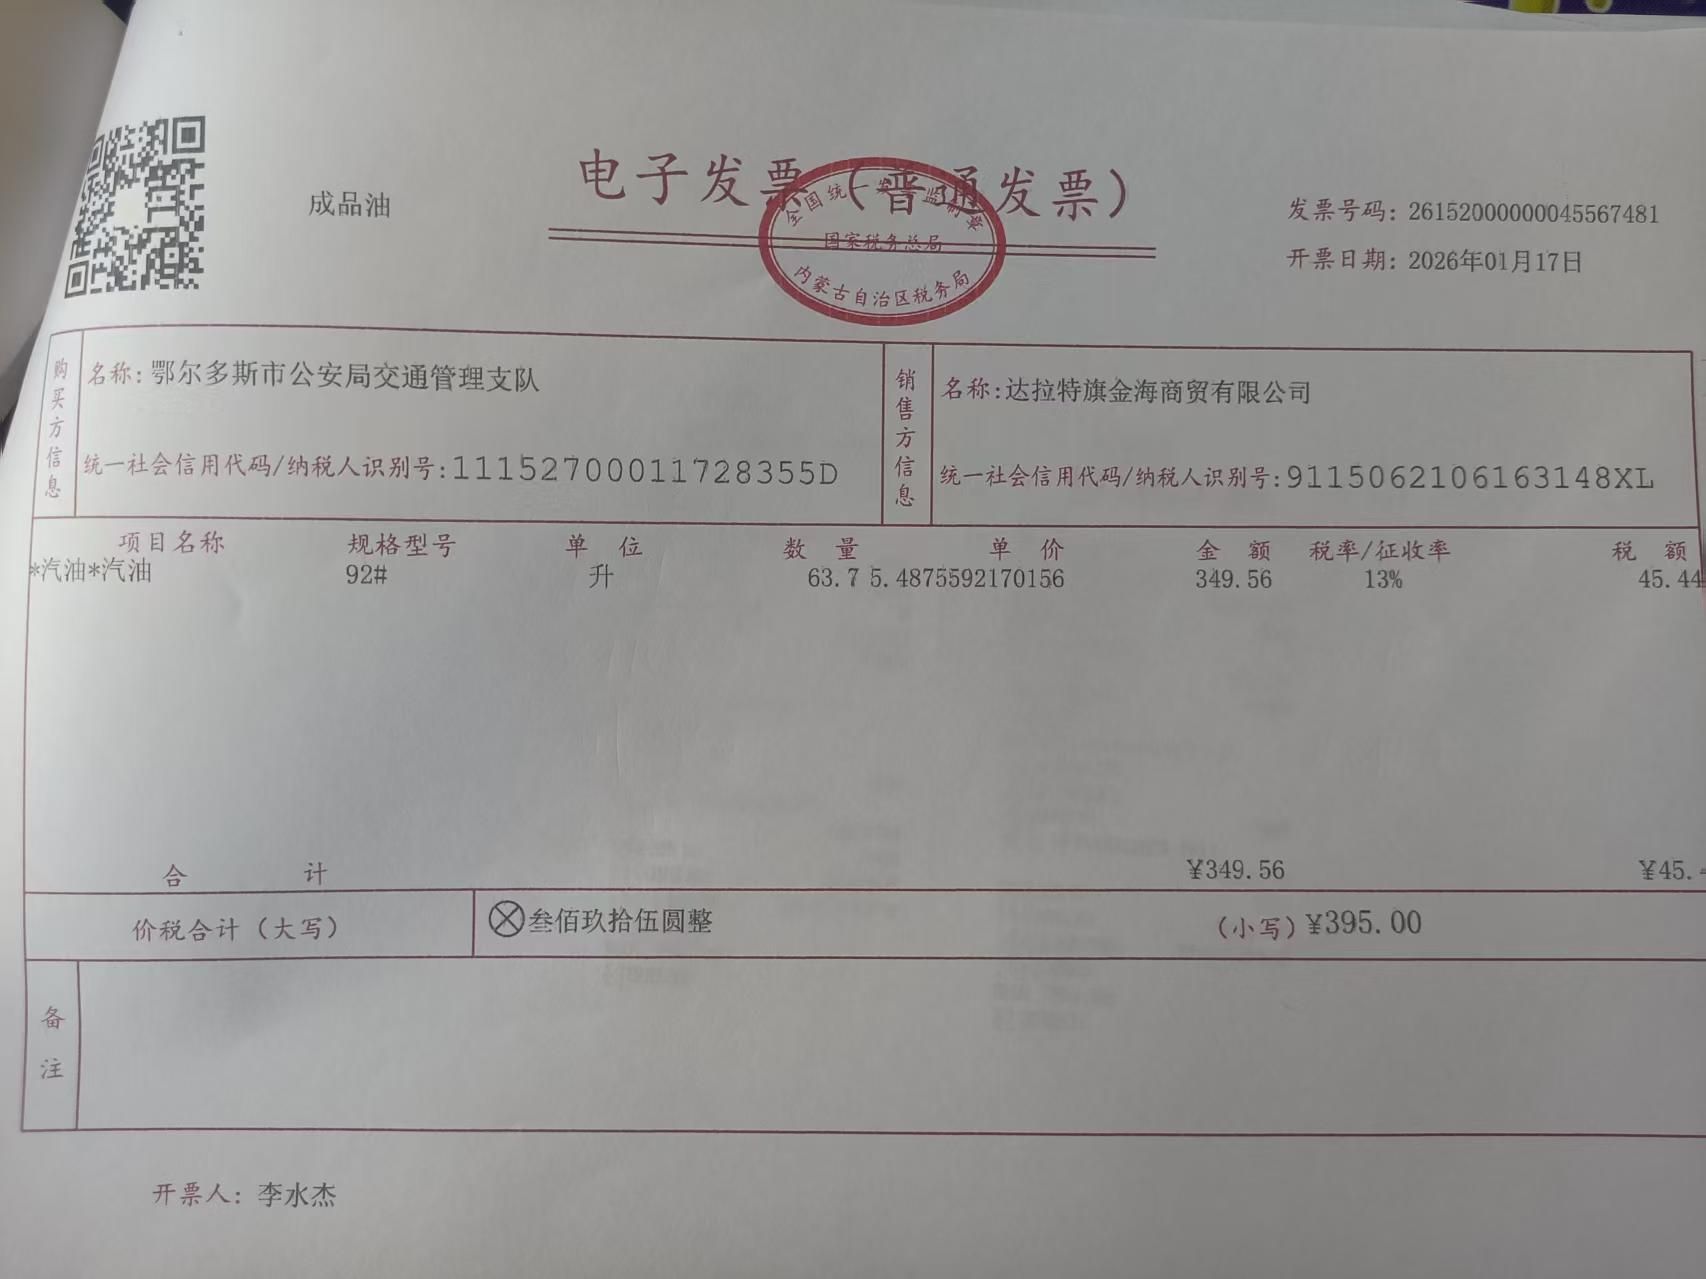 成品油
电子发票（普通发票）
全国统一发票监制章
国家税务总局
内蒙古自治区税务局
发票号码：26152000000045567481
开票日期：2026年01月17日
购买方信息
名称：鄂尔多斯市公安局交通管理支队
统一社会信用代码/纳税人识别号：11152700011728355D
销售方信息
名称：达拉特旗金海商贸有限公司
统一社会信用代码/纳税人识别号：9115062106163148XL
项目名称 规格型号 单位 数量 单价 金额 税率/征收率 税额
*汽油*汽油 92# 升 63.7 5.4875592170156 349.56 13% 45.44
合计 ¥349.56 ¥45.
价税合计（大写） ⊗叁佰玖拾伍圆整 （小写）¥395.00
备注
开票人：李水杰